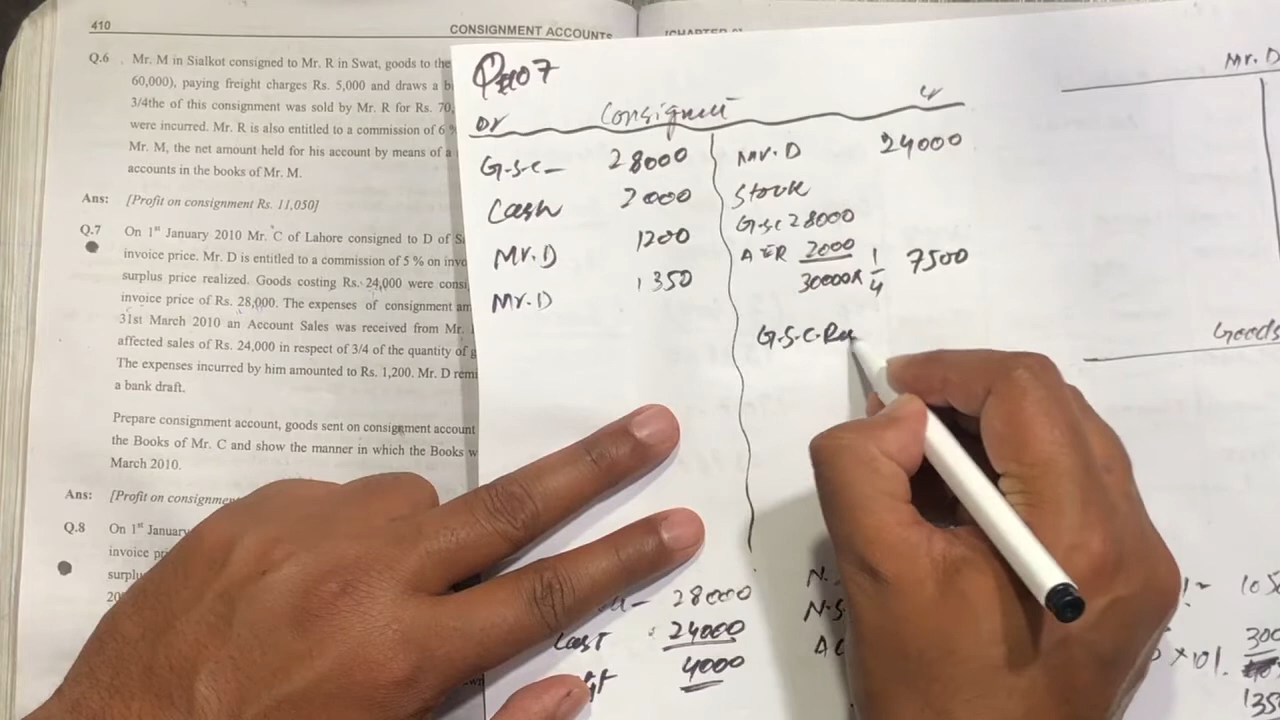 410
CONSIGNMENT ACCOUNTS
Q.6 Mr. M in Sialkot consigned to Mr. R in Swat, goods to the
60,000), paying freight charges Rs. 5,000 and draws a
3/4the of this consignment was sold by Mr. R for Rs. 70,
were incurred. Mr. R is also entitled to a commission of 6
Mr. M, the net amount held for his account by means of a
accounts in the books of Mr. M.
Ans: [Profit on consignment Rs. 11,050]
Q.7 On 1st January 2010 Mr. C of Lahore consigned to D of
invoice price. Mr. D is entitled to a commission of 5 % on
surplus price realized. Goods costing Rs. 24,000 were
invoice price of Rs. 28,000. The expenses of consignment
31st March 2010 an Account Sales was received from Mr.
affected sales of Rs. 24,000 in respect of 3/4 of the quantity of
The expenses incurred by him amounted to Rs. 1,200. Mr. D
a bank draft.
Prepare consignment account, goods sent on consignment account
the Books of Mr. C and show the manner in which the Books
March 2010.
Ans: [Profit on consignment
Q.8 On 1st January
invoice
07
Dr Consignment Cr
G.S.C 28000
Cash 2000
Mr.D 1200
Mr.D 1350
Mr.D 24000
Stock
G.S.C 28000
2000
30000 x 1/4 7500
G.S.C.
28000
Cost 24000
4000
Mr. D
Goods
N.
N.S
x 10%.